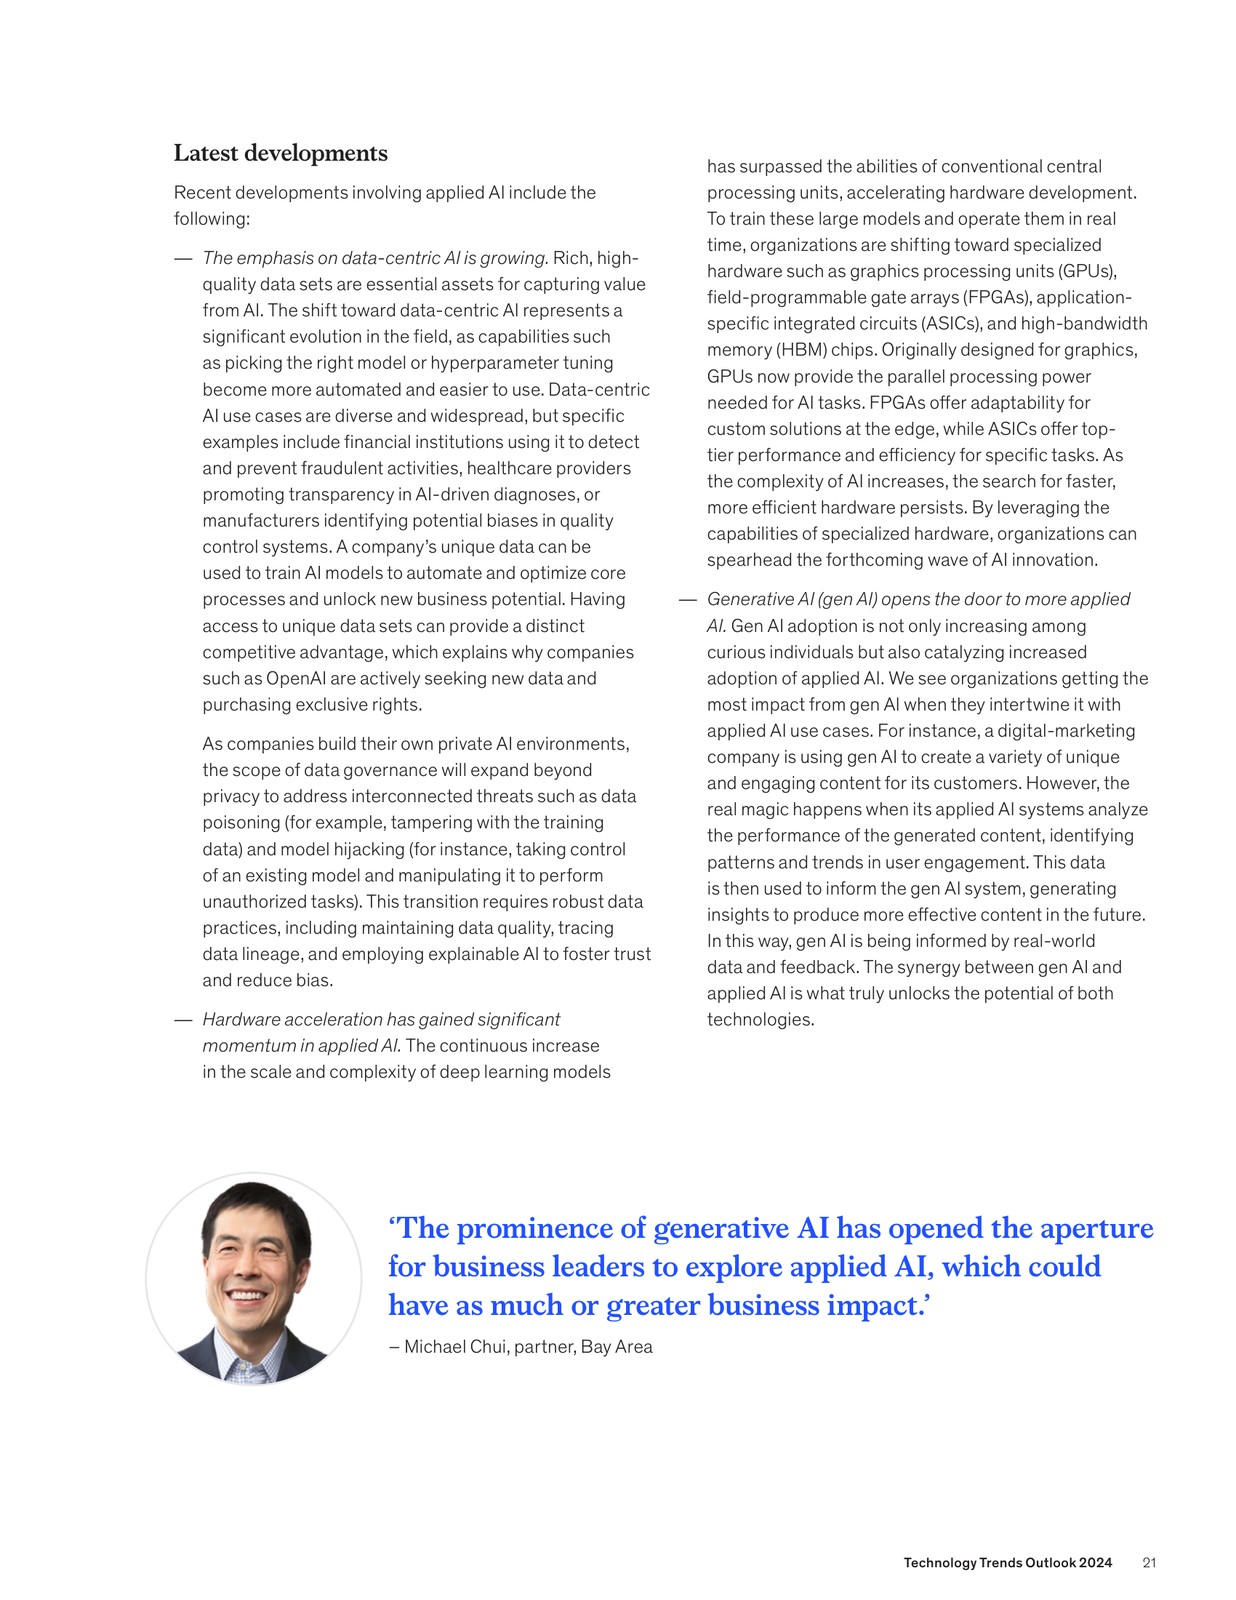 Latest developments
Recent developments involving applied AI include the
following:
— The emphasis on data-centric AI is growing. Rich, high-
quality data sets are essential assets for capturing value
from AI. The shift toward data-centric AI represents a
significant evolution in the field, as capabilities such
as picking the right model or hyperparameter tuning
become more automated and easier to use. Data-centric
AI use cases are diverse and widespread, but specific
examples include financial institutions using it to detect
and prevent fraudulent activities, healthcare providers
promoting transparency in AI-driven diagnoses, or
manufacturers identifying potential biases in quality
control systems. A company’s unique data can be
used to train AI models to automate and optimize core
processes and unlock new business potential. Having
access to unique data sets can provide a distinct
competitive advantage, which explains why companies
such as OpenAI are actively seeking new data and
purchasing exclusive rights.
As companies build their own private AI environments,
the scope of data governance will expand beyond
privacy to address interconnected threats such as data
poisoning (for example, tampering with the training
data) and model hijacking (for instance, taking control
of an existing model and manipulating it to perform
unauthorized tasks). This transition requires robust data
practices, including maintaining data quality, tracing
data lineage, and employing explainable AI to foster trust
and reduce bias.
— Hardware acceleration has gained significant
momentum in applied AI. The continuous increase
in the scale and complexity of deep learning models
has surpassed the abilities of conventional central
processing units, accelerating hardware development.
To train these large models and operate them in real
time, organizations are shifting toward specialized
hardware such as graphics processing units (GPUs),
field-programmable gate arrays (FPGAs), application-
specific integrated circuits (ASICs), and high-bandwidth
memory (HBM) chips. Originally designed for graphics,
GPUs now provide the parallel processing power
needed for AI tasks. FPGAs offer adaptability for
custom solutions at the edge, while ASICs offer top-
tier performance and efficiency for specific tasks. As
the complexity of AI increases, the search for faster,
more efficient hardware persists. By leveraging the
capabilities of specialized hardware, organizations can
spearhead the forthcoming wave of AI innovation.
— Generative AI (gen AI) opens the door to more applied
AI. Gen AI adoption is not only increasing among
curious individuals but also catalyzing increased
adoption of applied AI. We see organizations getting the
most impact from gen AI when they intertwine it with
applied AI use cases. For instance, a digital-marketing
company is using gen AI to create a variety of unique
and engaging content for its customers. However, the
real magic happens when its applied AI systems analyze
the performance of the generated content, identifying
patterns and trends in user engagement. This data
is then used to inform the gen AI system, generating
insights to produce more effective content in the future.
In this way, gen AI is being informed by real-world
data and feedback. The synergy between gen AI and
applied AI is what truly unlocks the potential of both
technologies.
‘The prominence of generative AI has opened the aperture
for business leaders to explore applied AI, which could
have as much or greater business impact.’
– Michael Chui, partner, Bay Area
Technology Trends Outlook 2024 21